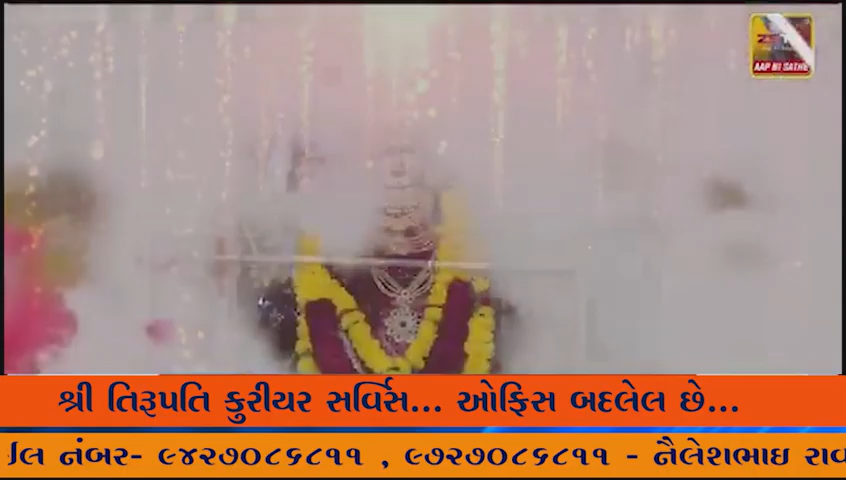 AAP NI SATHE
શ્રી તિરૂપતિ કુરીયર સર્વિસ... ઓફિસ બદલેલ છે...
નંબર- ૯૪૨૭૦૮૬૮૧૧ , ૯૭૨૭૦૮૬૮૧૧ - નૈલેશભાઇ